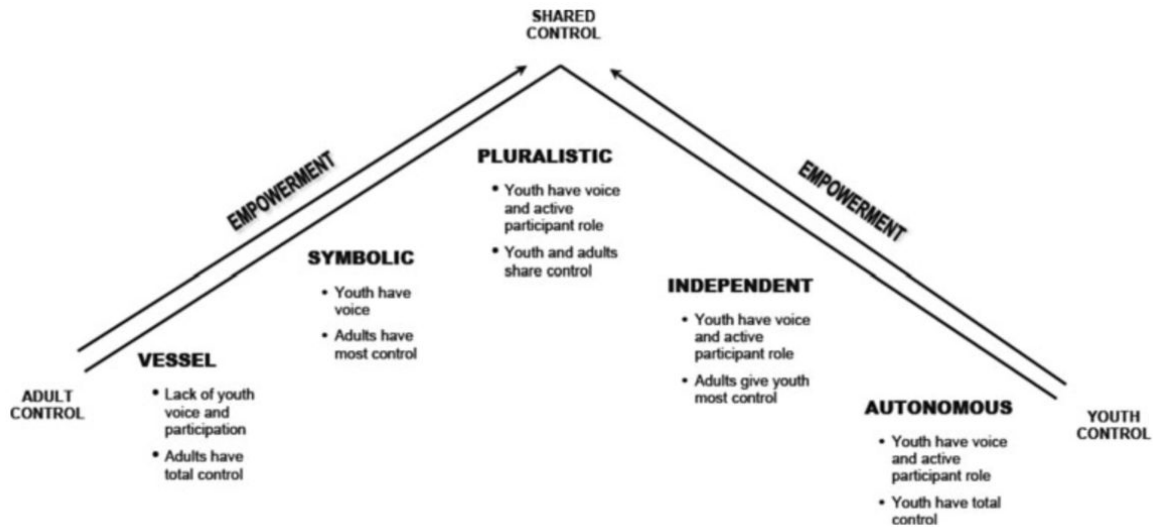 SHARED
CONTROL
EMPOWERMENT
EMPOWERMENT
PLURALISTIC
• Youth have voice
and active
participant role
• Youth and adults
share control
SYMBOLIC
• Youth have
voice
• Adults have
most control
INDEPENDENT
• Youth have voice
and active
participant role
• Adults give youth
most control
VESSEL
• Lack of youth
voice and
participation
• Adults have
total control
ADULT
CONTROL
AUTONOMOUS
• Youth have voice
and active
participant role
• Youth have total
control
YOUTH
CONTROL